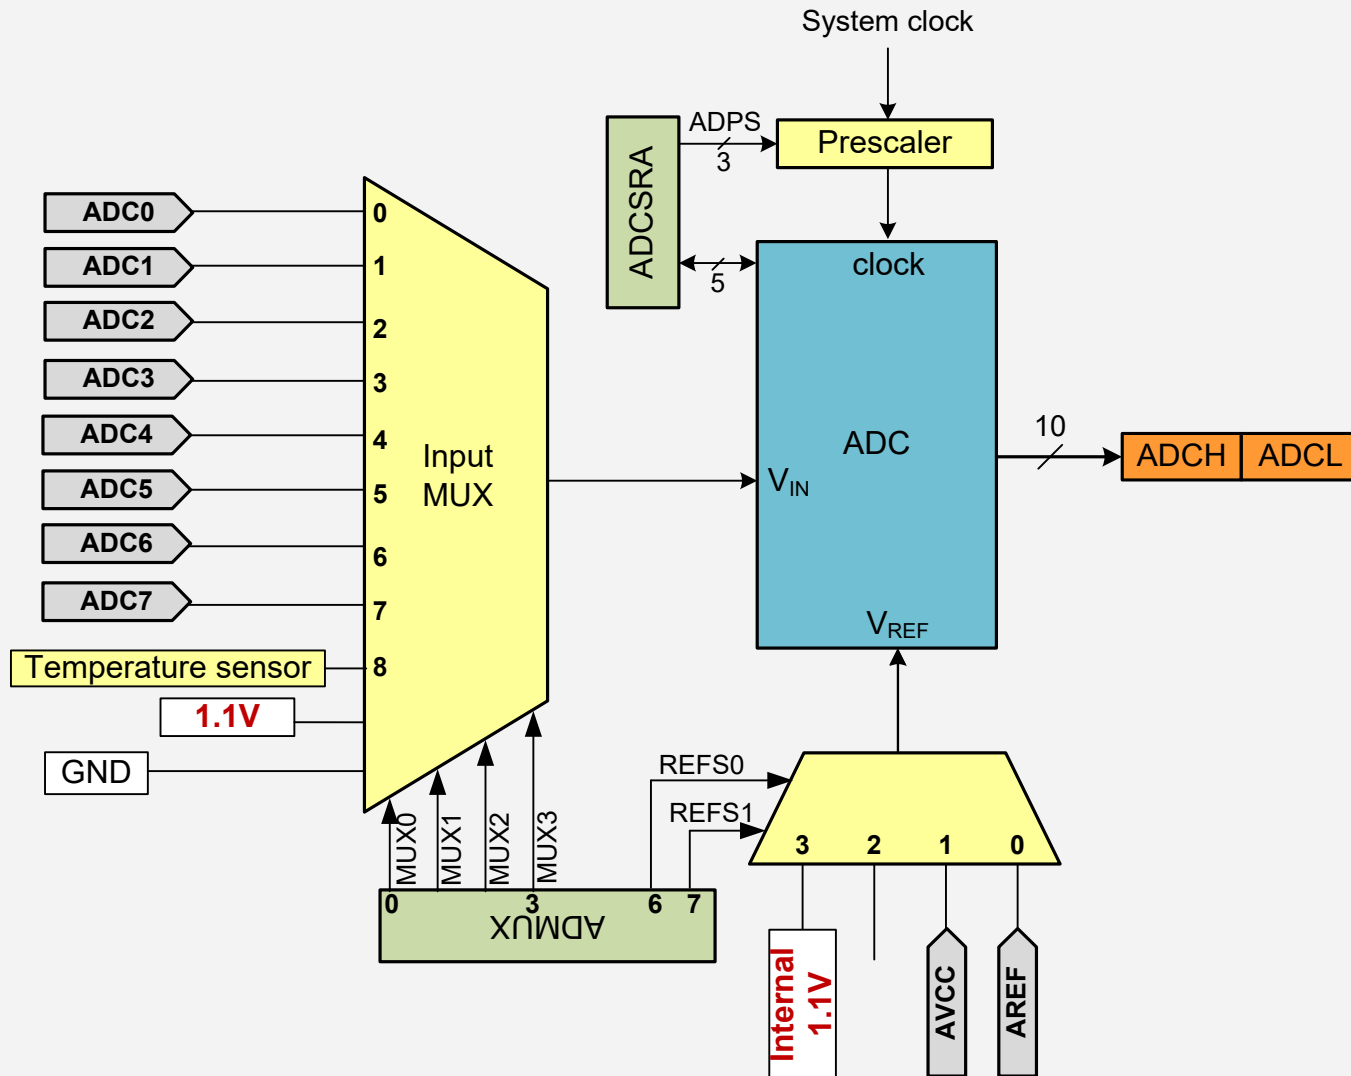 System clock
ADPS
3
Prescaler
ADCSRA
5
clock
ADC0
0
ADC1
1
ADC2
2
ADC3
3
ADC4
4
ADC5
5
ADC6
6
ADC7
7
Temperature sensor
8
1.1V
GND
Input
MUX
ADC
VIN
VREF
10
ADCH
ADCL
MUX0
MUX1
MUX2
MUX3
REFS0
REFS1
0
3
6
7
ADMUX
3
2
1
0
Internal
1.1V
AVCC
AREF